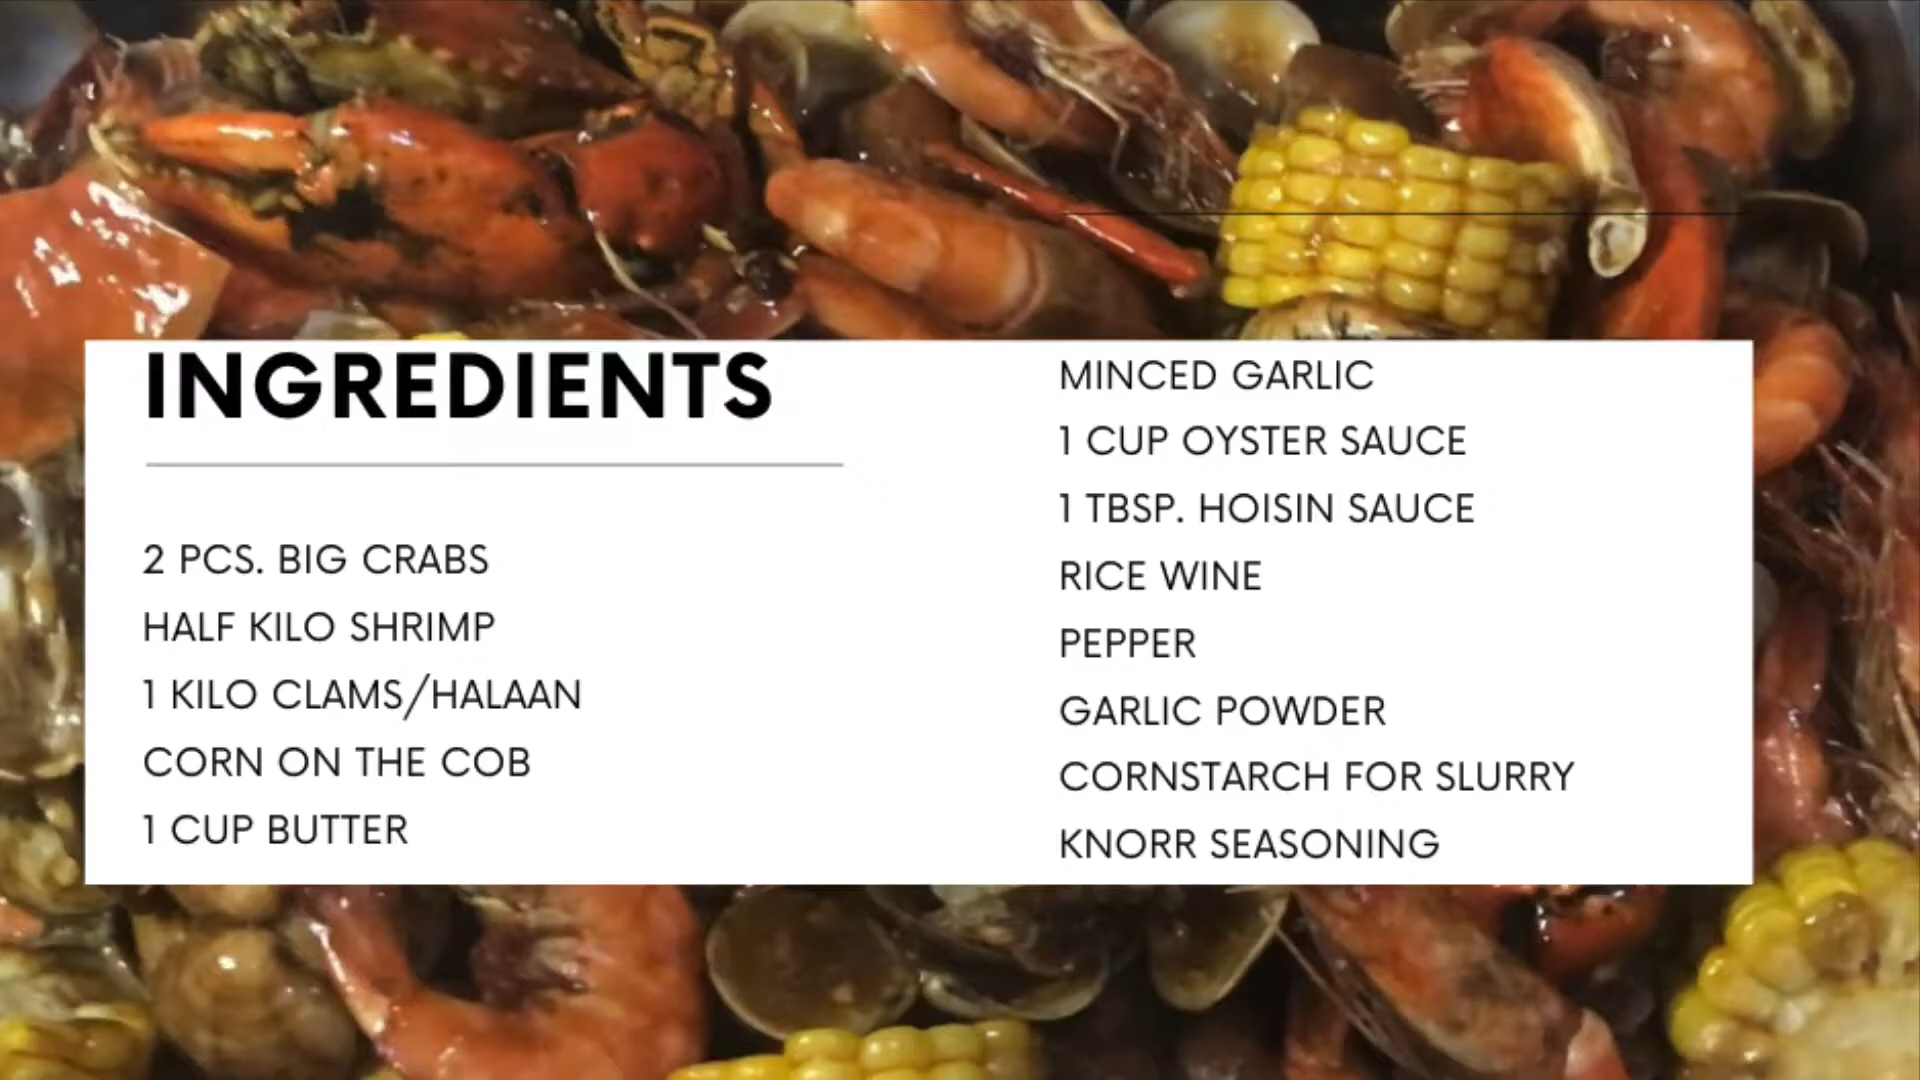 INGREDIENTS
2 PCS. BIG CRABS
HALF KILO SHRIMP
1 KILO CLAMS/HALAAN
CORN ON THE COB
1 CUP BUTTER
MINCED GARLIC
1 CUP OYSTER SAUCE
1 TBSP. HOISIN SAUCE
RICE WINE
PEPPER
GARLIC POWDER
CORNSTARCH FOR SLURRY
KNORR SEASONING